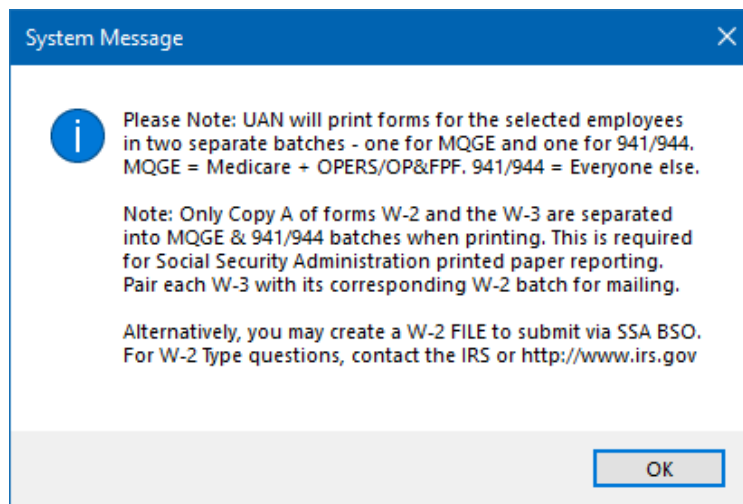 System Message
Please Note: UAN will print forms for the selected employees
in two separate batches - one for MQGE and one for 941/944.
MQGE = Medicare + OPERS/OP&FPF. 941/944 = Everyone else.
Note: Only Copy A of forms W-2 and the W-3 are separated
into MQGE & 941/944 batches when printing. This is required
for Social Security Administration printed paper reporting.
Pair each W-3 with its corresponding W-2 batch for mailing.
Alternatively, you may create a W-2 FILE to submit via SSA BSO.
For W-2 Type questions, contact the IRS or http://www.irs.gov
OK